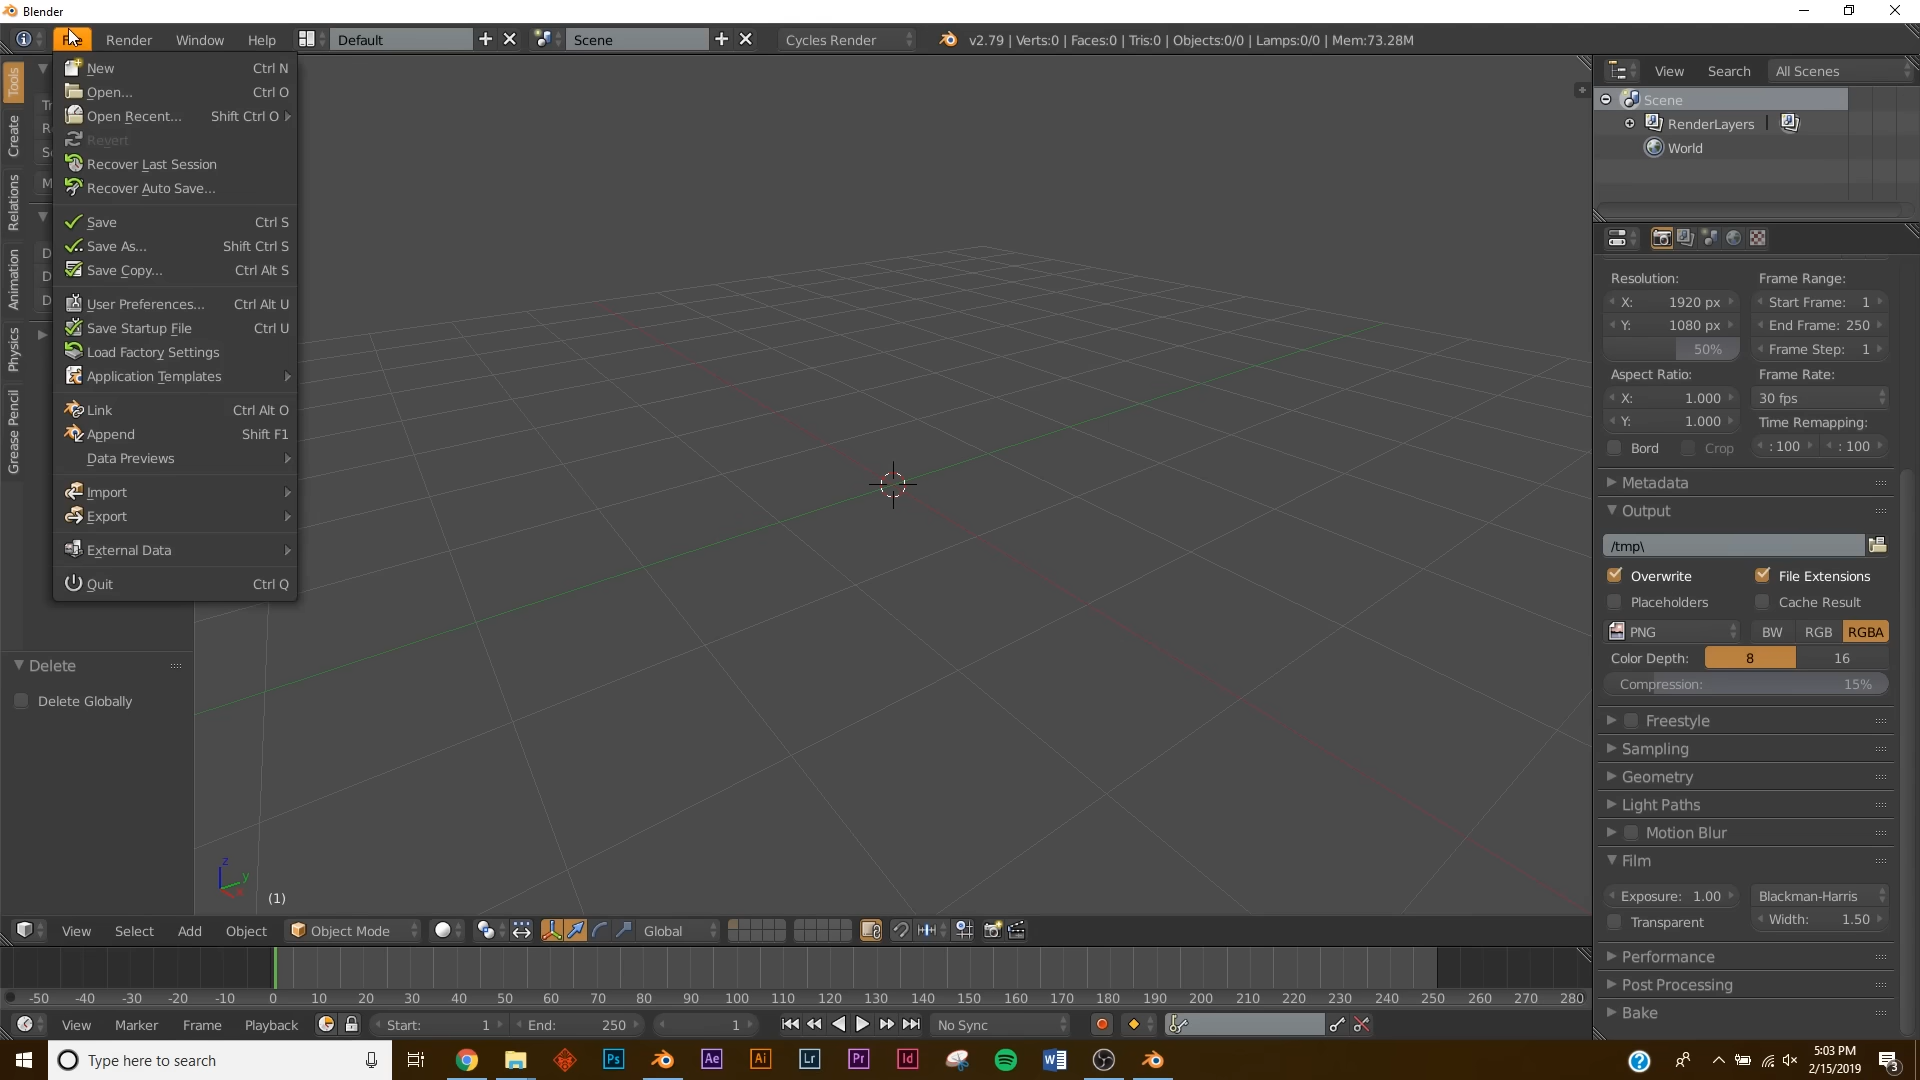 Blender
Render Window Help Default Scene Cycles Render v2.79 | Verts:0 | Faces:0 | Tris:0 | Objects:0/0 | Lamps:0/0 | Mem:73.28M
New Ctrl N
Open... Ctrl O
Open Recent... Shift Ctrl O
Revert
Recover Last Session
Recover Auto Save...
Save Ctrl S
Save As... Shift Ctrl S
Save Copy... Ctrl Alt S
User Preferences... Ctrl Alt U
Save Startup File Ctrl U
Load Factory Settings
Application Templates
Link Ctrl Alt O
Append Shift F1
Data Previews
Import
Export
External Data
Quit Ctrl Q
Tools
Create
Relations
Animation
Physics
Grease Pencil
Delete
Delete Globally
z
y
x
(1)
View Search All Scenes
Scene
RenderLayers |
World
Resolution: Frame Range:
X: 1920 px Start Frame: 1
Y: 1080 px End Frame: 250
50% Frame Step: 1
Aspect Ratio: Frame Rate:
X: 1.000 30 fps
Y: 1.000 Time Remapping:
Bord Crop : 100 : 100
Metadata
Output
/tmp\
Overwrite File Extensions
Placeholders Cache Result
PNG BW RGB RGBA
Color Depth: 8 16
Compression: 15%
Freestyle
Sampling
Geometry
Light Paths
Motion Blur
Film
Exposure: 1.00 Blackman-Harris
Transparent Width: 1.50
Performance
Post Processing
Bake
View Select Add Object Object Mode Global
-50 -40 -30 -20 -10 0 10 20 30 40 50 60 70 80 90 100 110 120 130 140 150 160 170 180 190 200 210 220 230 240 250 260 270 280
View Marker Frame Playback Start: 1 End: 250 1 No Sync
Type here to search Ps Ae Ai Lr Pr Id
5:03 PM
2/15/2019
3